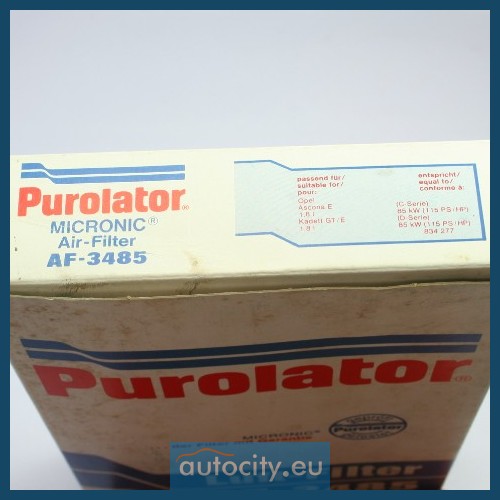 Purolator®
MICRONIC®
Air-Filter
AF-3485
passend für/
suitable for/
pour:
Opel
Ascona E
1,8 i
Kadett GT/E
1,8 i
entspricht/
equal to/
conforme à:
(C-Serie)
85 kW (115 PS/HP)
(D-Serie)
85 kW (115 PS/HP)
834 277
Purolator®
MICRONIC®
Purolator
autocity.eu